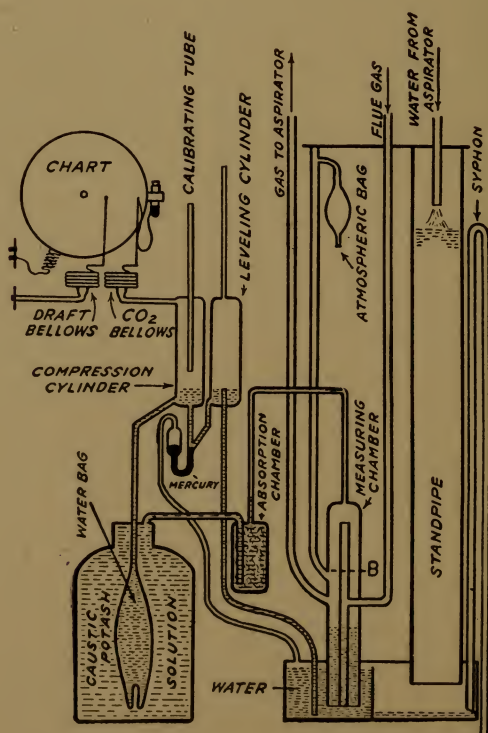 CHART
CALIBRATING TUBE
LEVELING CYLINDER
DRAFT
BELLOWS
CO2
BELLOWS
COMPRESSION
CYLINDER
MERCURY
WATER BAG
CAUSTIC
POTASH
SOLUTION
ABSORPTION
CHAMBER
GAS TO ASPIRATOR
FLUE GAS
WATER FROM
ASPIRATOR
SYPHON
ATMOSPHERIC BAG
MEASURING
CHAMBER
B
STANDPIPE
WATER